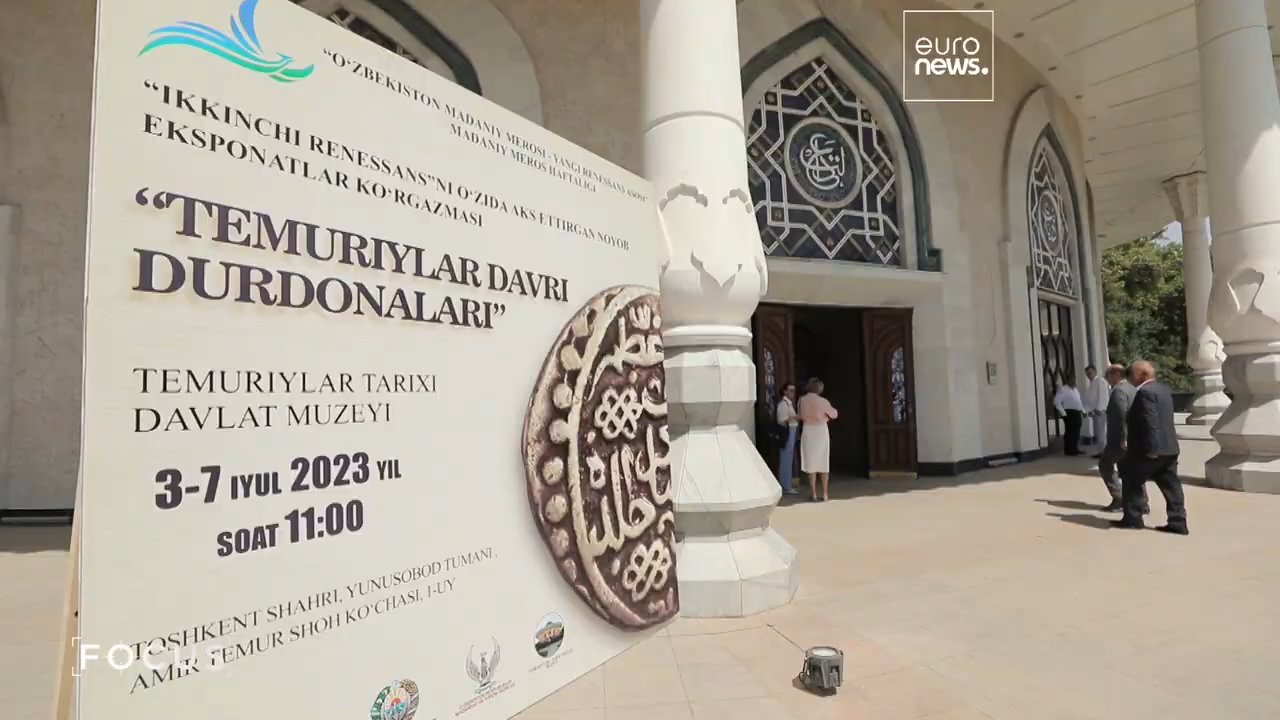 euro
news.
“O‘ZBEKISTON MADANIY MEROSI - YANGI RENESSANS ASOSI”
MADANIY MEROS HAFTALIGI
“IKKINCHI RENESSANS”NI O‘ZIDA AKS ETTIRGAN NOYOB
EKSPONATLAR KO‘RGAZMASI
“TEMURIYLAR DAVRI
DURDONALARI”
TEMURIYLAR TARIXI
DAVLAT MUZEYI
3-7 IYUL 2023 YIL
SOAT 11:00
TOSHKENT SHAHRI, YUNUSOBOD TUMANI,
AMIR TEMUR SHOH KO‘CHASI, 1-UY
FOCUS